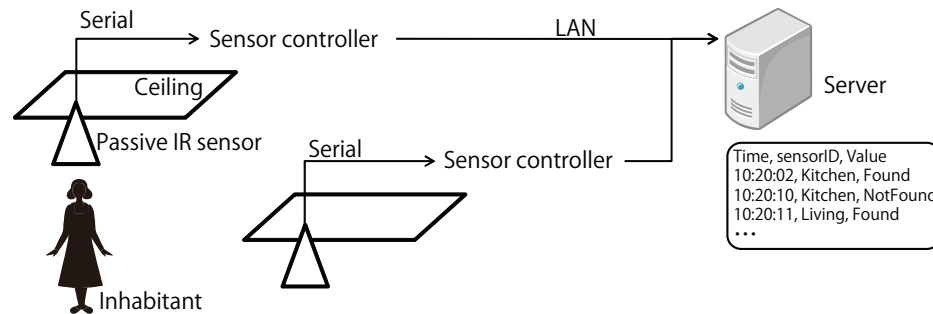 Serial
Sensor controller
LAN
Ceiling
Server
Passive IR sensor
Serial
Sensor controller
Time, sensorID, Value
10:20:02, Kitchen, Found
10:20:10, Kitchen, NotFound
10:20:11, Living, Found
...
Inhabitant